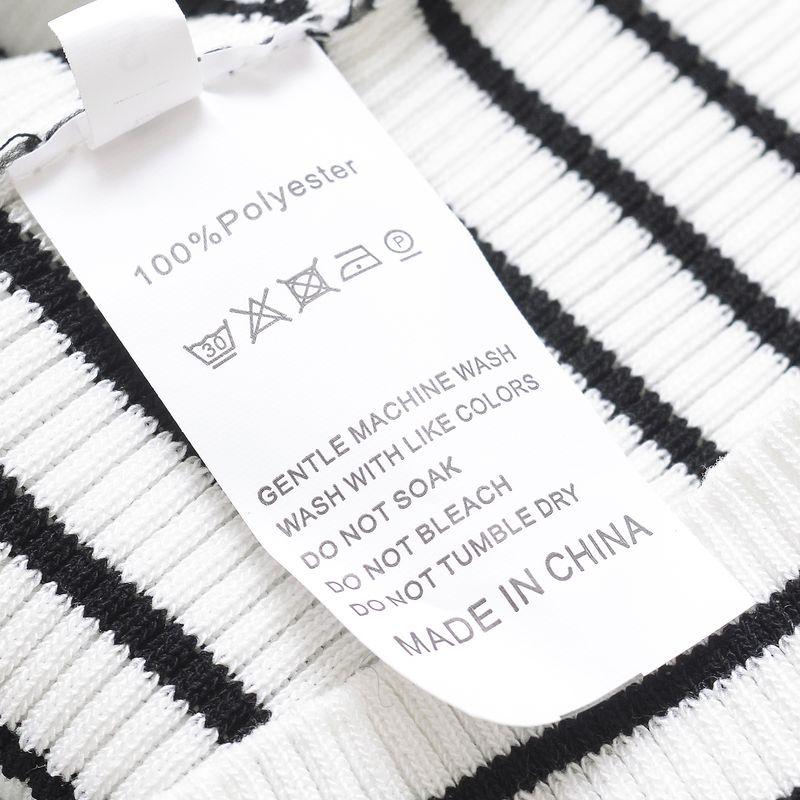 100%Polyester
30 P
GENTLE MACHINE WASH
WASH WITH LIKE COLORS
DO NOT SOAK
DO NOT BLEACH
DO NOT TUMBLE DRY
MADE IN CHINA